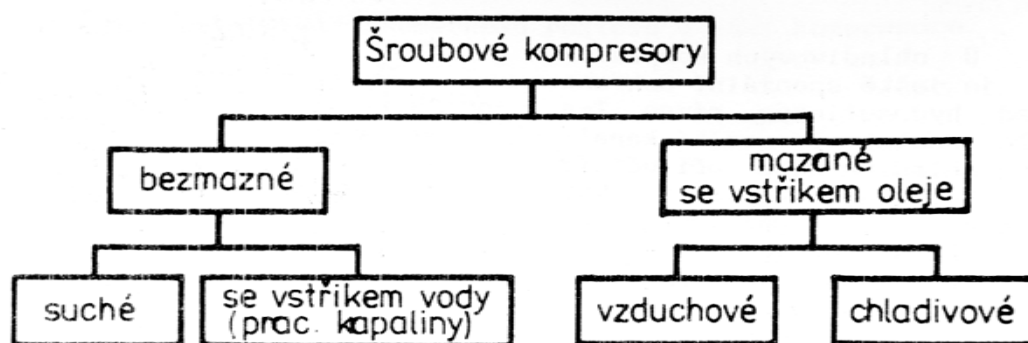 Šroubové kompresory
bezmazné
mazané
se vstřikem oleje
suché
se vstřikem vody
(prac. kapaliny)
vzduchové
chladivové